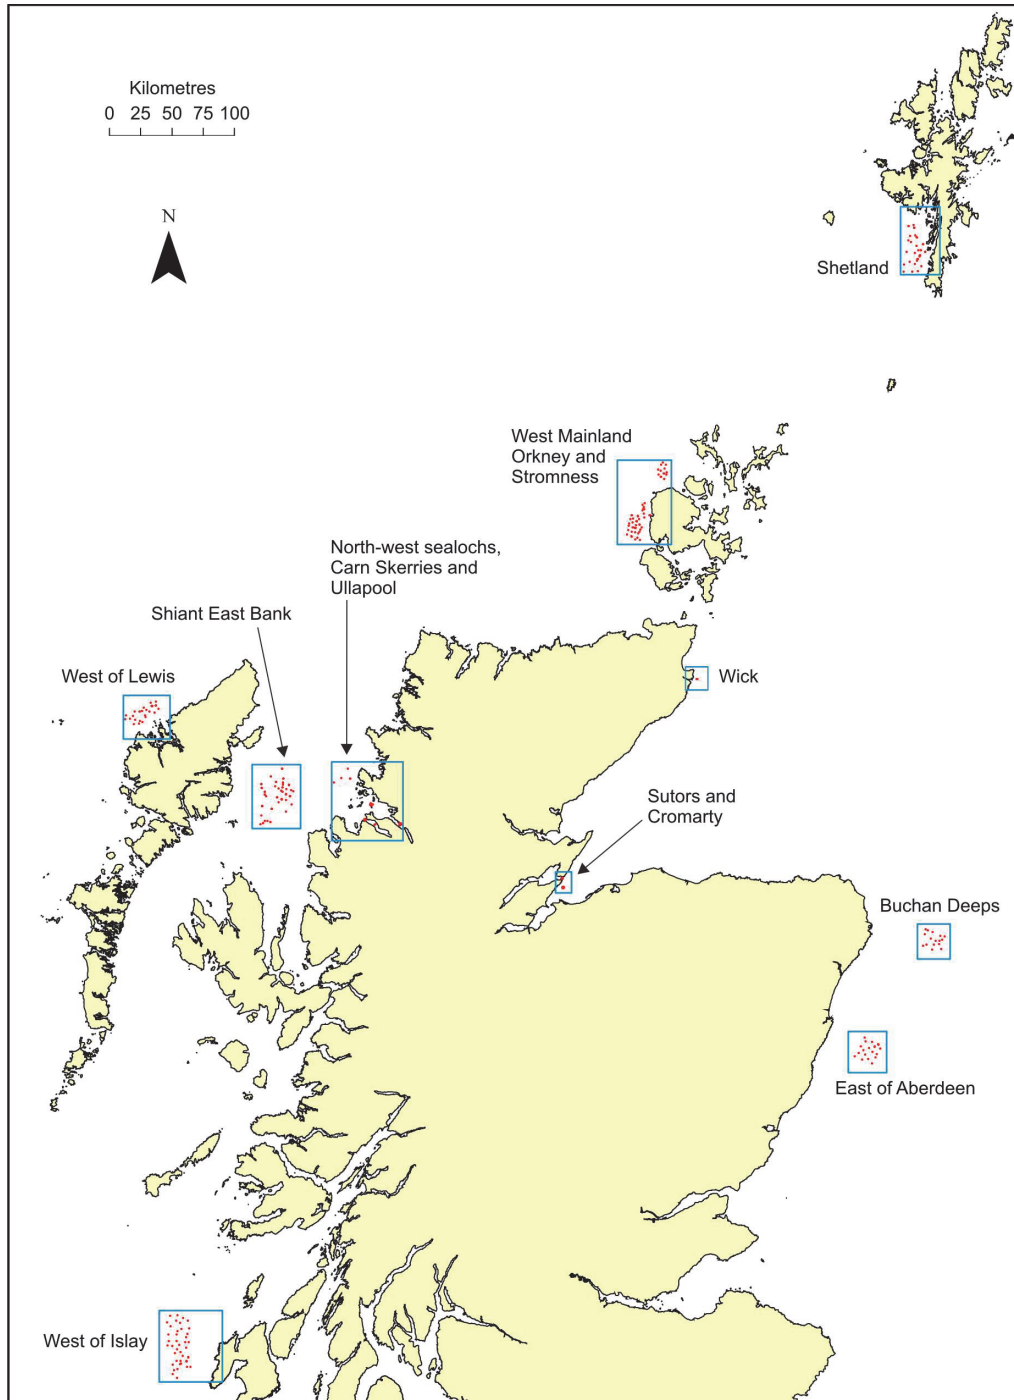 Kilometres
0 25 50 75 100
N
Shetland
West Mainland
Orkney and
Stromness
North-west sealochs,
Carn Skerries and
Ullapool
Shiant East Bank
West of Lewis
Wick
Sutors and
Cromarty
Buchan Deeps
East of Aberdeen
West of Islay